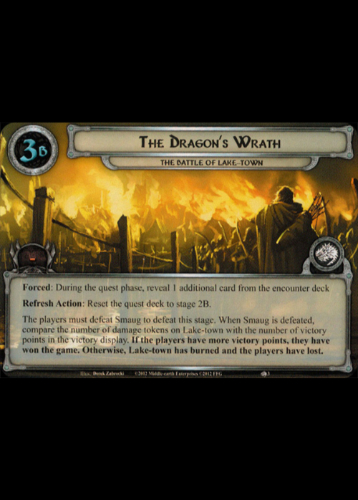 3B
THE DRAGON'S WRATH
THE BATTLE OF LAKE-TOWN
Forced: During the quest phase, reveal 1 additional card from the encounter deck
Refresh Action: Reset the quest deck to stage 2B.
The players must defeat Smaug to defeat this stage. When Smaug is defeated,
compare the number of damage tokens on Lake-town with the number of victory
points in the victory display. If the players have more victory points, they have
won the game. Otherwise, Lake-town has burned and the players have lost.
Illus. Derek Zabrocki ©2012 Middle-earth Enterprises ©2012 FFG 3